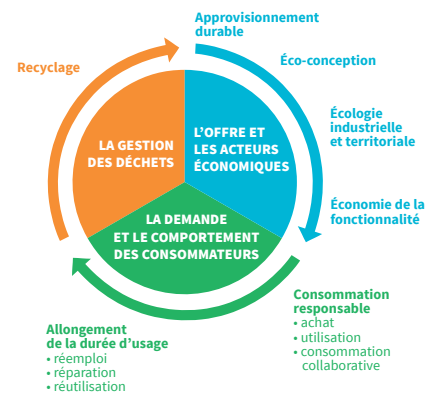 Approvisionnement
durable
Éco-conception
Écologie
industrielle
et territoriale
Économie de la
fonctionnalité
Recyclage
LA GESTION
DES DÉCHETS
L’OFFRE ET
LES ACTEURS
ÉCONOMIQUES
LA DEMANDE
ET LE COMPORTEMENT
DES CONSOMMATEURS
Consommation
responsable
• achat
• utilisation
• consommation
collaborative
Allongement
de la durée d’usage
• réemploi
• réparation
• réutilisation